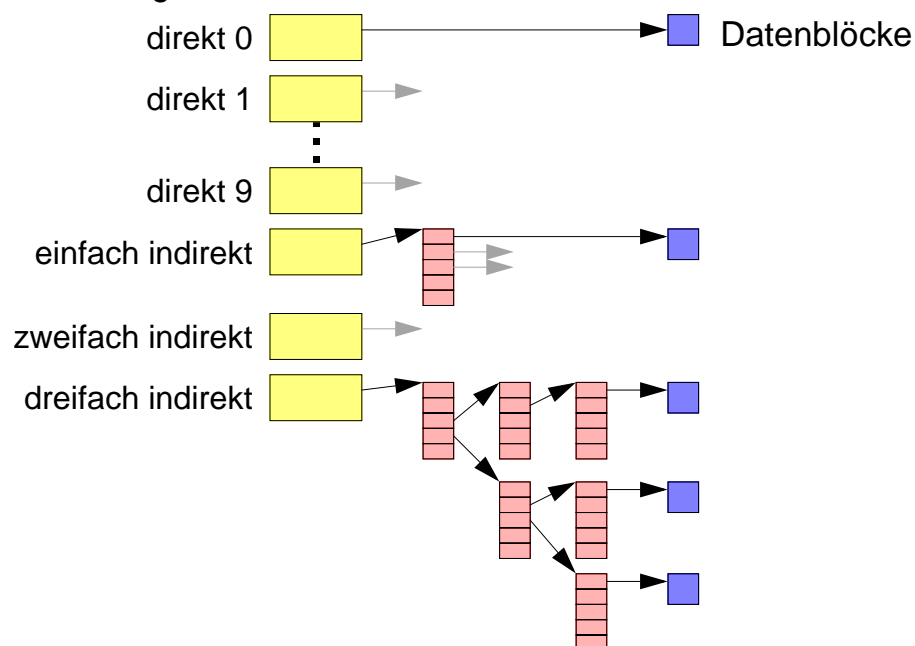 direkt 0
Datenblöcke
direkt 1
direkt 9
einfach indirekt
zweifach indirekt
dreifach indirekt